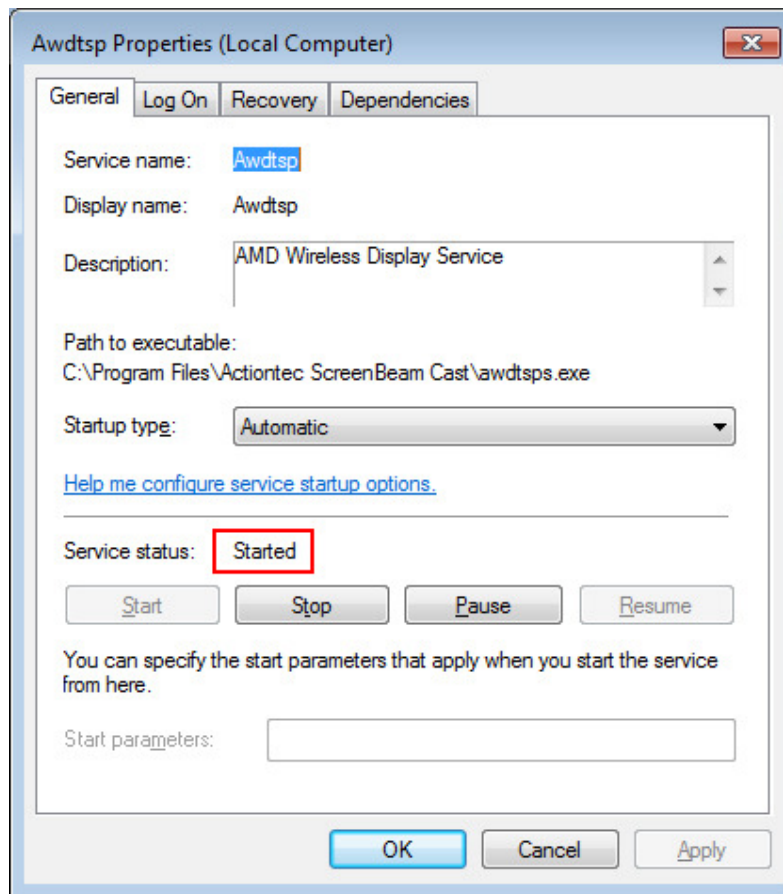 Awdtsp Properties (Local Computer)
General Log On Recovery Dependencies
Service name: Awdtsp
Display name: Awdtsp
Description: AMD Wireless Display Service
Path to executable:
C:\Program Files\Actiontec ScreenBeam Cast\awdtsps.exe
Startup type: Automatic
Help me configure service startup options.
Service status: Started
Start Stop Pause Resume
You can specify the start parameters that apply when you start the service
from here.
Start parameters:
OK Cancel Apply